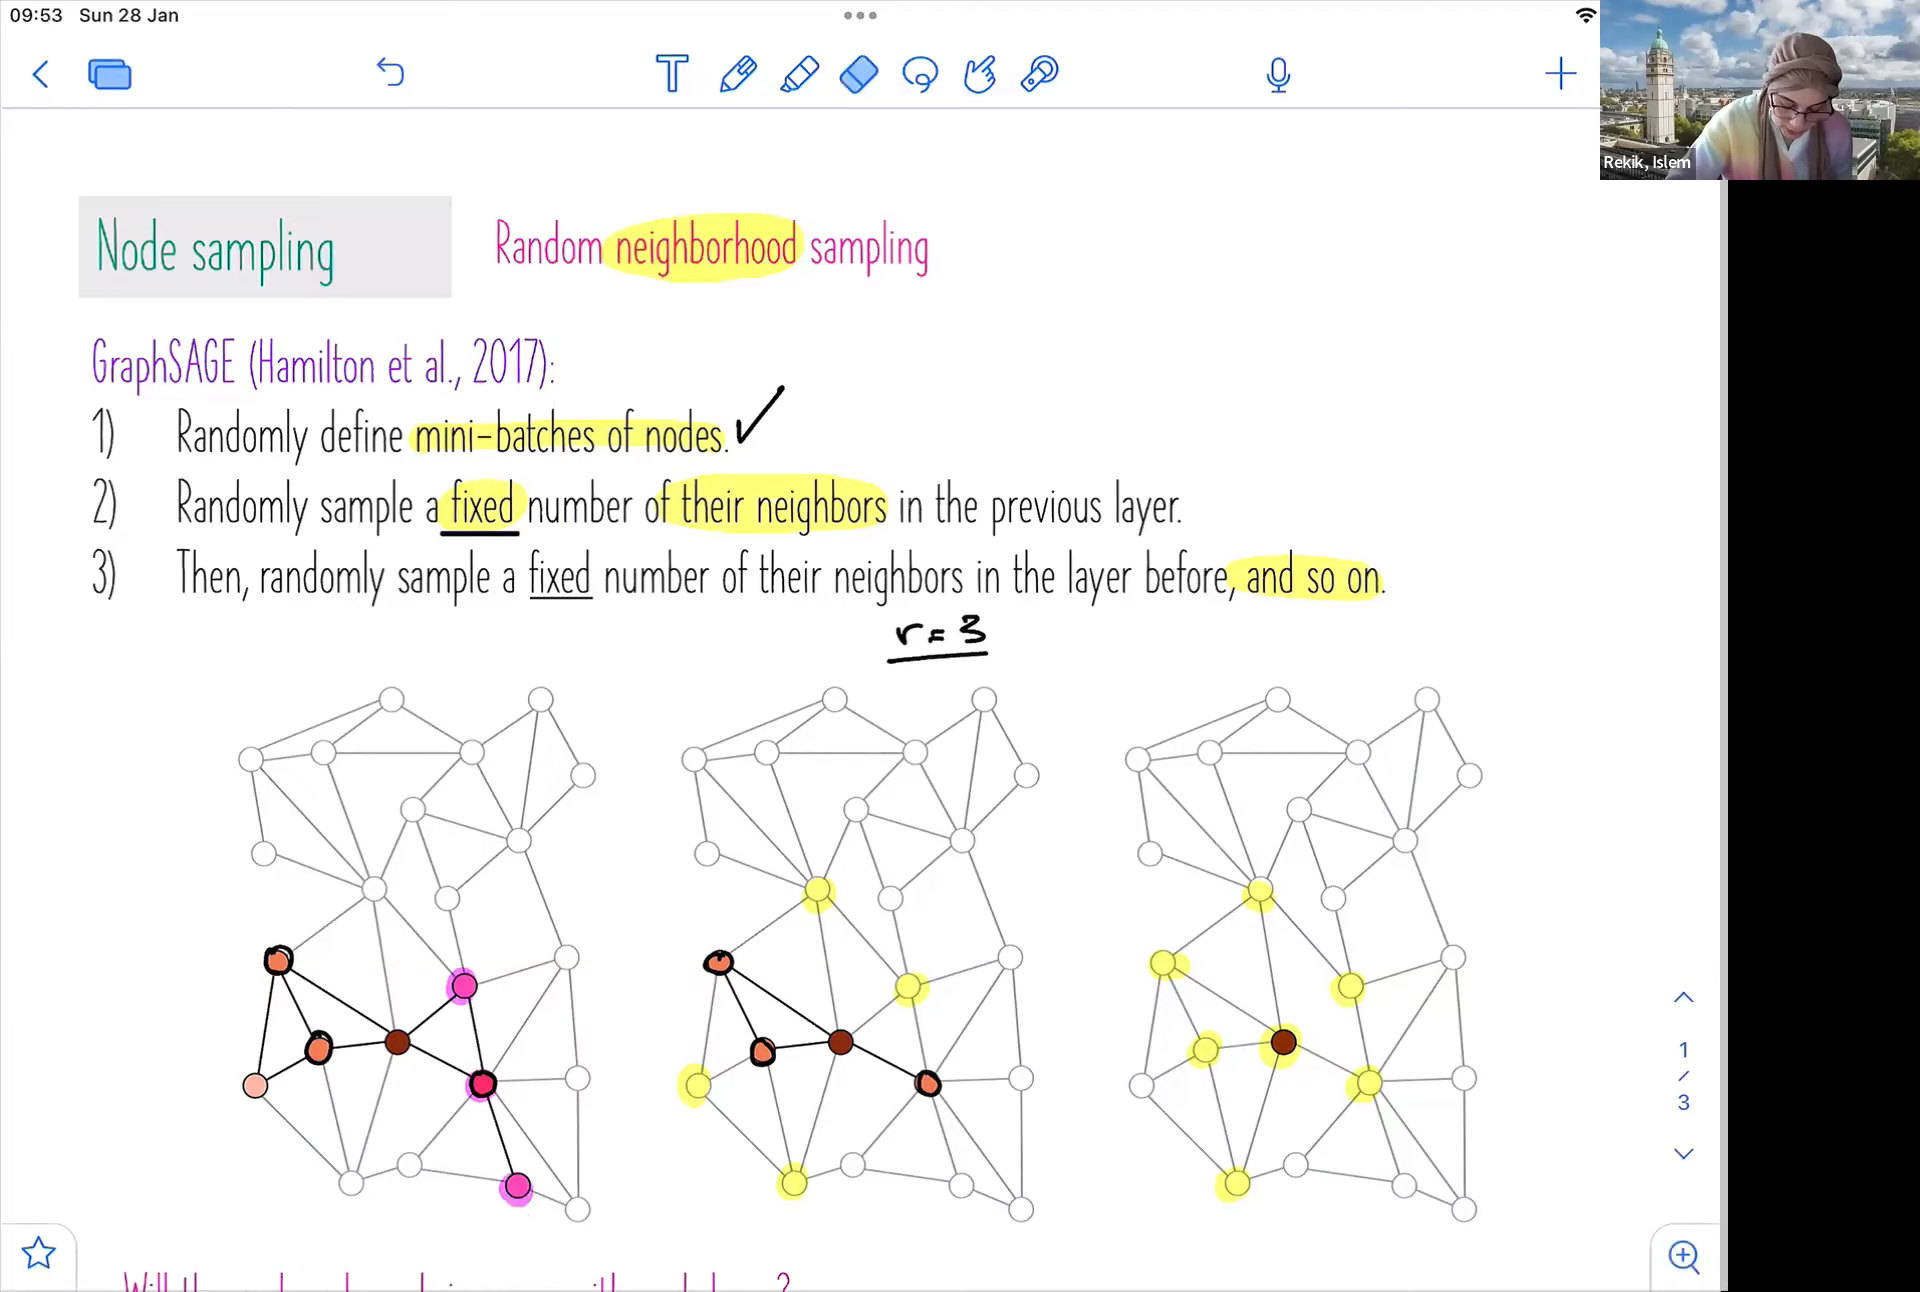 09:53 Sun 28 Jan
Rekik, Islem
Node sampling
Random neighborhood sampling
GraphSAGE (Hamilton et al., 2017):
1) Randomly define mini-batches of nodes.
2) Randomly sample a fixed number of their neighbors in the previous layer.
3) Then, randomly sample a fixed number of their neighbors in the layer before, and so on.
r = 3
1
/
3